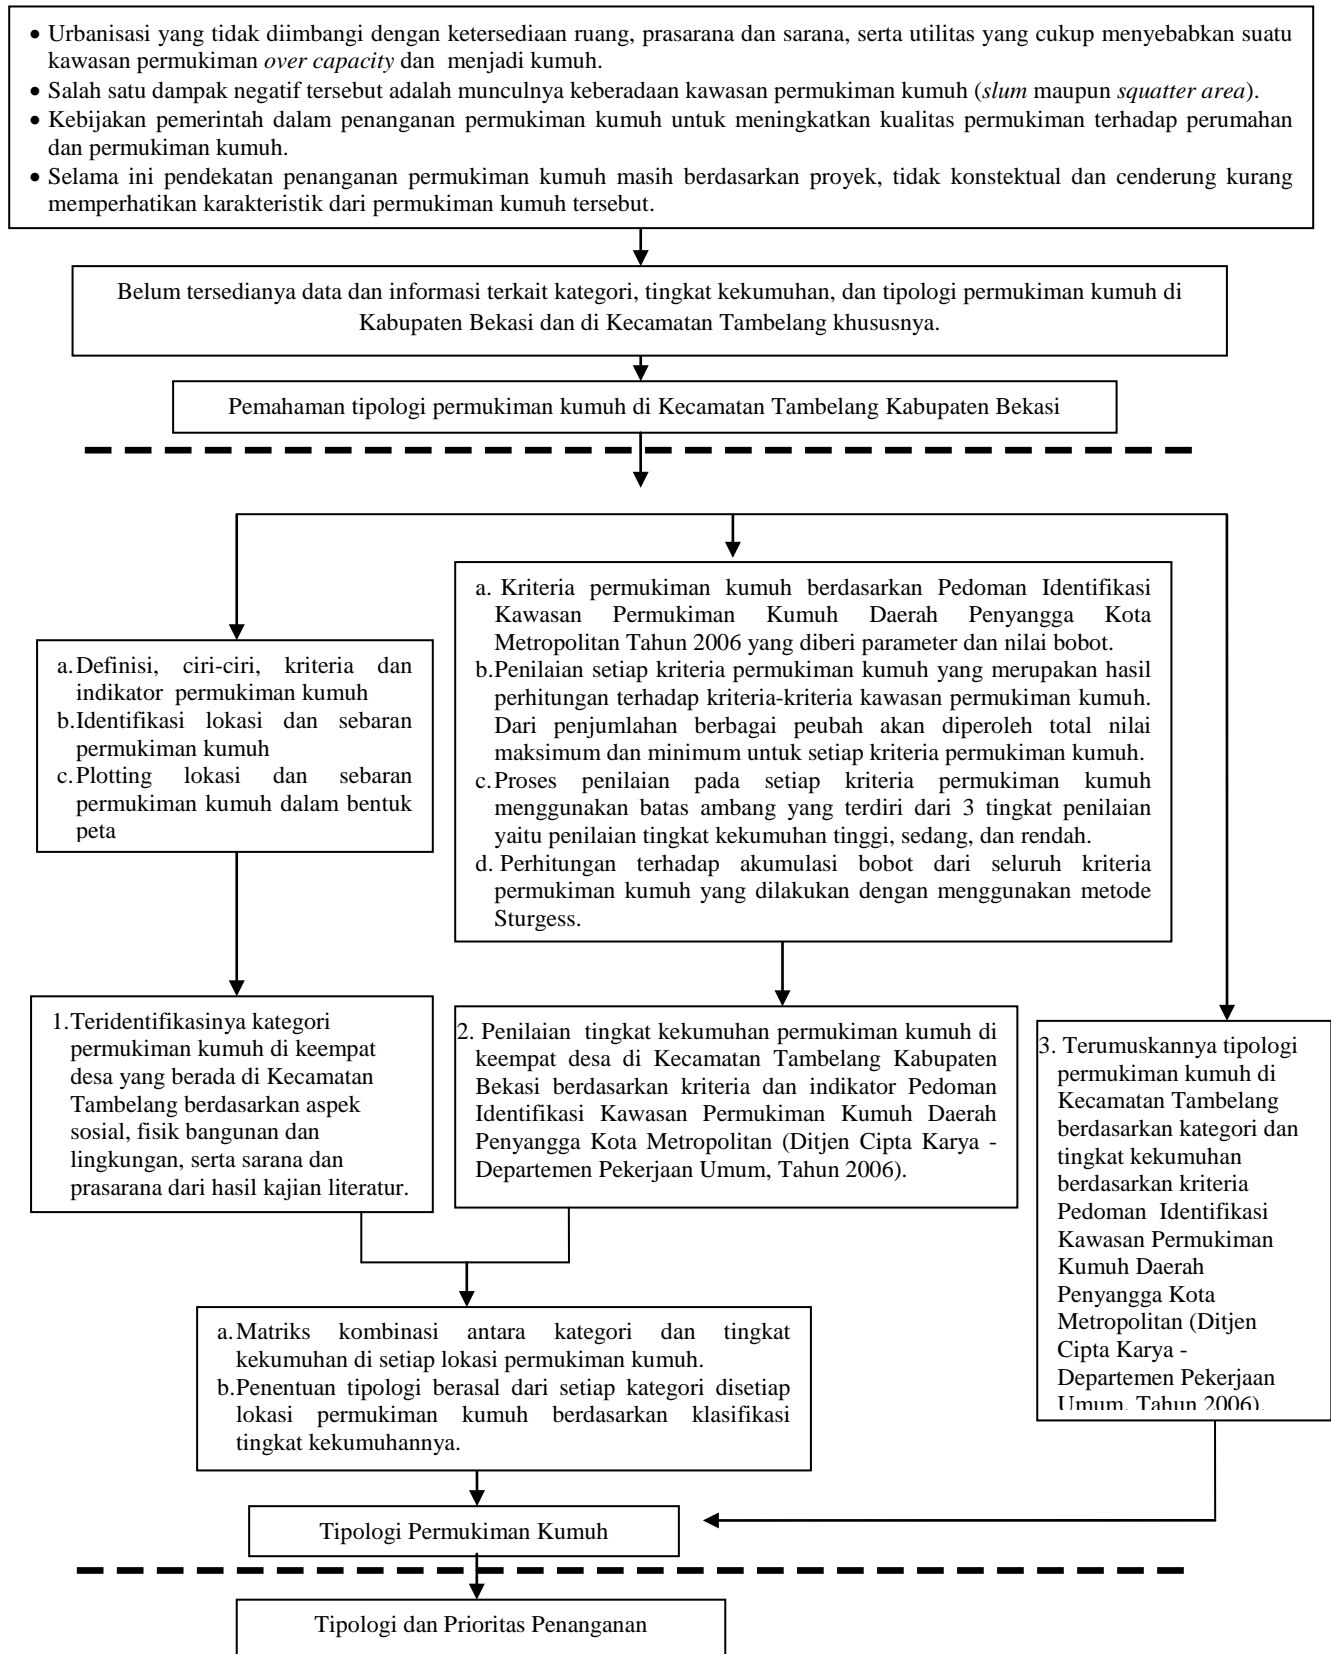 • Urbanisasi yang tidak diimbangi dengan ketersediaan ruang, prasarana dan sarana, serta utilitas yang cukup menyebabkan suatu
kawasan permukiman over capacity dan menjadi kumuh.
• Salah satu dampak negatif tersebut adalah munculnya keberadaan kawasan permukiman kumuh (slum maupun squatter area).
• Kebijakan pemerintah dalam penanganan permukiman kumuh untuk meningkatkan kualitas permukiman terhadap perumahan
dan permukiman kumuh.
• Selama ini pendekatan penanganan permukiman kumuh masih berdasarkan proyek, tidak konstektual dan cenderung kurang
memperhatikan karakteristik dari permukiman kumuh tersebut.
Belum tersedianya data dan informasi terkait kategori, tingkat kekumuhan, dan tipologi permukiman kumuh di
Kabupaten Bekasi dan di Kecamatan Tambelang khususnya.
Pemahaman tipologi permukiman kumuh di Kecamatan Tambelang Kabupaten Bekasi
a.Definisi, ciri-ciri, kriteria dan
indikator permukiman kumuh
b.Identifikasi lokasi dan sebaran
permukiman kumuh
c.Plotting lokasi dan sebaran
permukiman kumuh dalam bentuk
peta
a. Kriteria permukiman kumuh berdasarkan Pedoman Identifikasi
Kawasan Permukiman Kumuh Daerah Penyangga Kota
Metropolitan Tahun 2006 yang diberi parameter dan nilai bobot.
b.Penilaian setiap kriteria permukiman kumuh yang merupakan hasil
perhitungan terhadap kriteria-kriteria kawasan permukiman kumuh.
Dari penjumlahan berbagai peubah akan diperoleh total nilai
maksimum dan minimum untuk setiap kriteria permukiman kumuh.
c.Proses penilaian pada setiap kriteria permukiman kumuh
menggunakan batas ambang yang terdiri dari 3 tingkat penilaian
yaitu penilaian tingkat kekumuhan tinggi, sedang, dan rendah.
d. Perhitungan terhadap akumulasi bobot dari seluruh kriteria
permukiman kumuh yang dilakukan dengan menggunakan metode
Sturgess.
1.Teridentifikasinya kategori
permukiman kumuh di keempat
desa yang berada di Kecamatan
Tambelang berdasarkan aspek
sosial, fisik bangunan dan
lingkungan, serta sarana dan
prasarana dari hasil kajian literatur.
2. Penilaian tingkat kekumuhan permukiman kumuh di
keempat desa di Kecamatan Tambelang Kabupaten
Bekasi berdasarkan kriteria dan indikator Pedoman
Identifikasi Kawasan Permukiman Kumuh Daerah
Penyangga Kota Metropolitan (Ditjen Cipta Karya -
Departemen Pekerjaan Umum, Tahun 2006).
3. Terumuskannya tipologi
permukiman kumuh di
Kecamatan Tambelang
berdasarkan kategori dan
tingkat kekumuhan
berdasarkan kriteria
Pedoman Identifikasi
Kawasan Permukiman
Kumuh Daerah
Penyangga Kota
Metropolitan (Ditjen
Cipta Karya -
Departemen Pekerjaan
Umum, Tahun 2006).
a.Matriks kombinasi antara kategori dan tingkat
kekumuhan di setiap lokasi permukiman kumuh.
b.Penentuan tipologi berasal dari setiap kategori disetiap
lokasi permukiman kumuh berdasarkan klasifikasi
tingkat kekumuhannya.
Tipologi Permukiman Kumuh
Tipologi dan Prioritas Penanganan